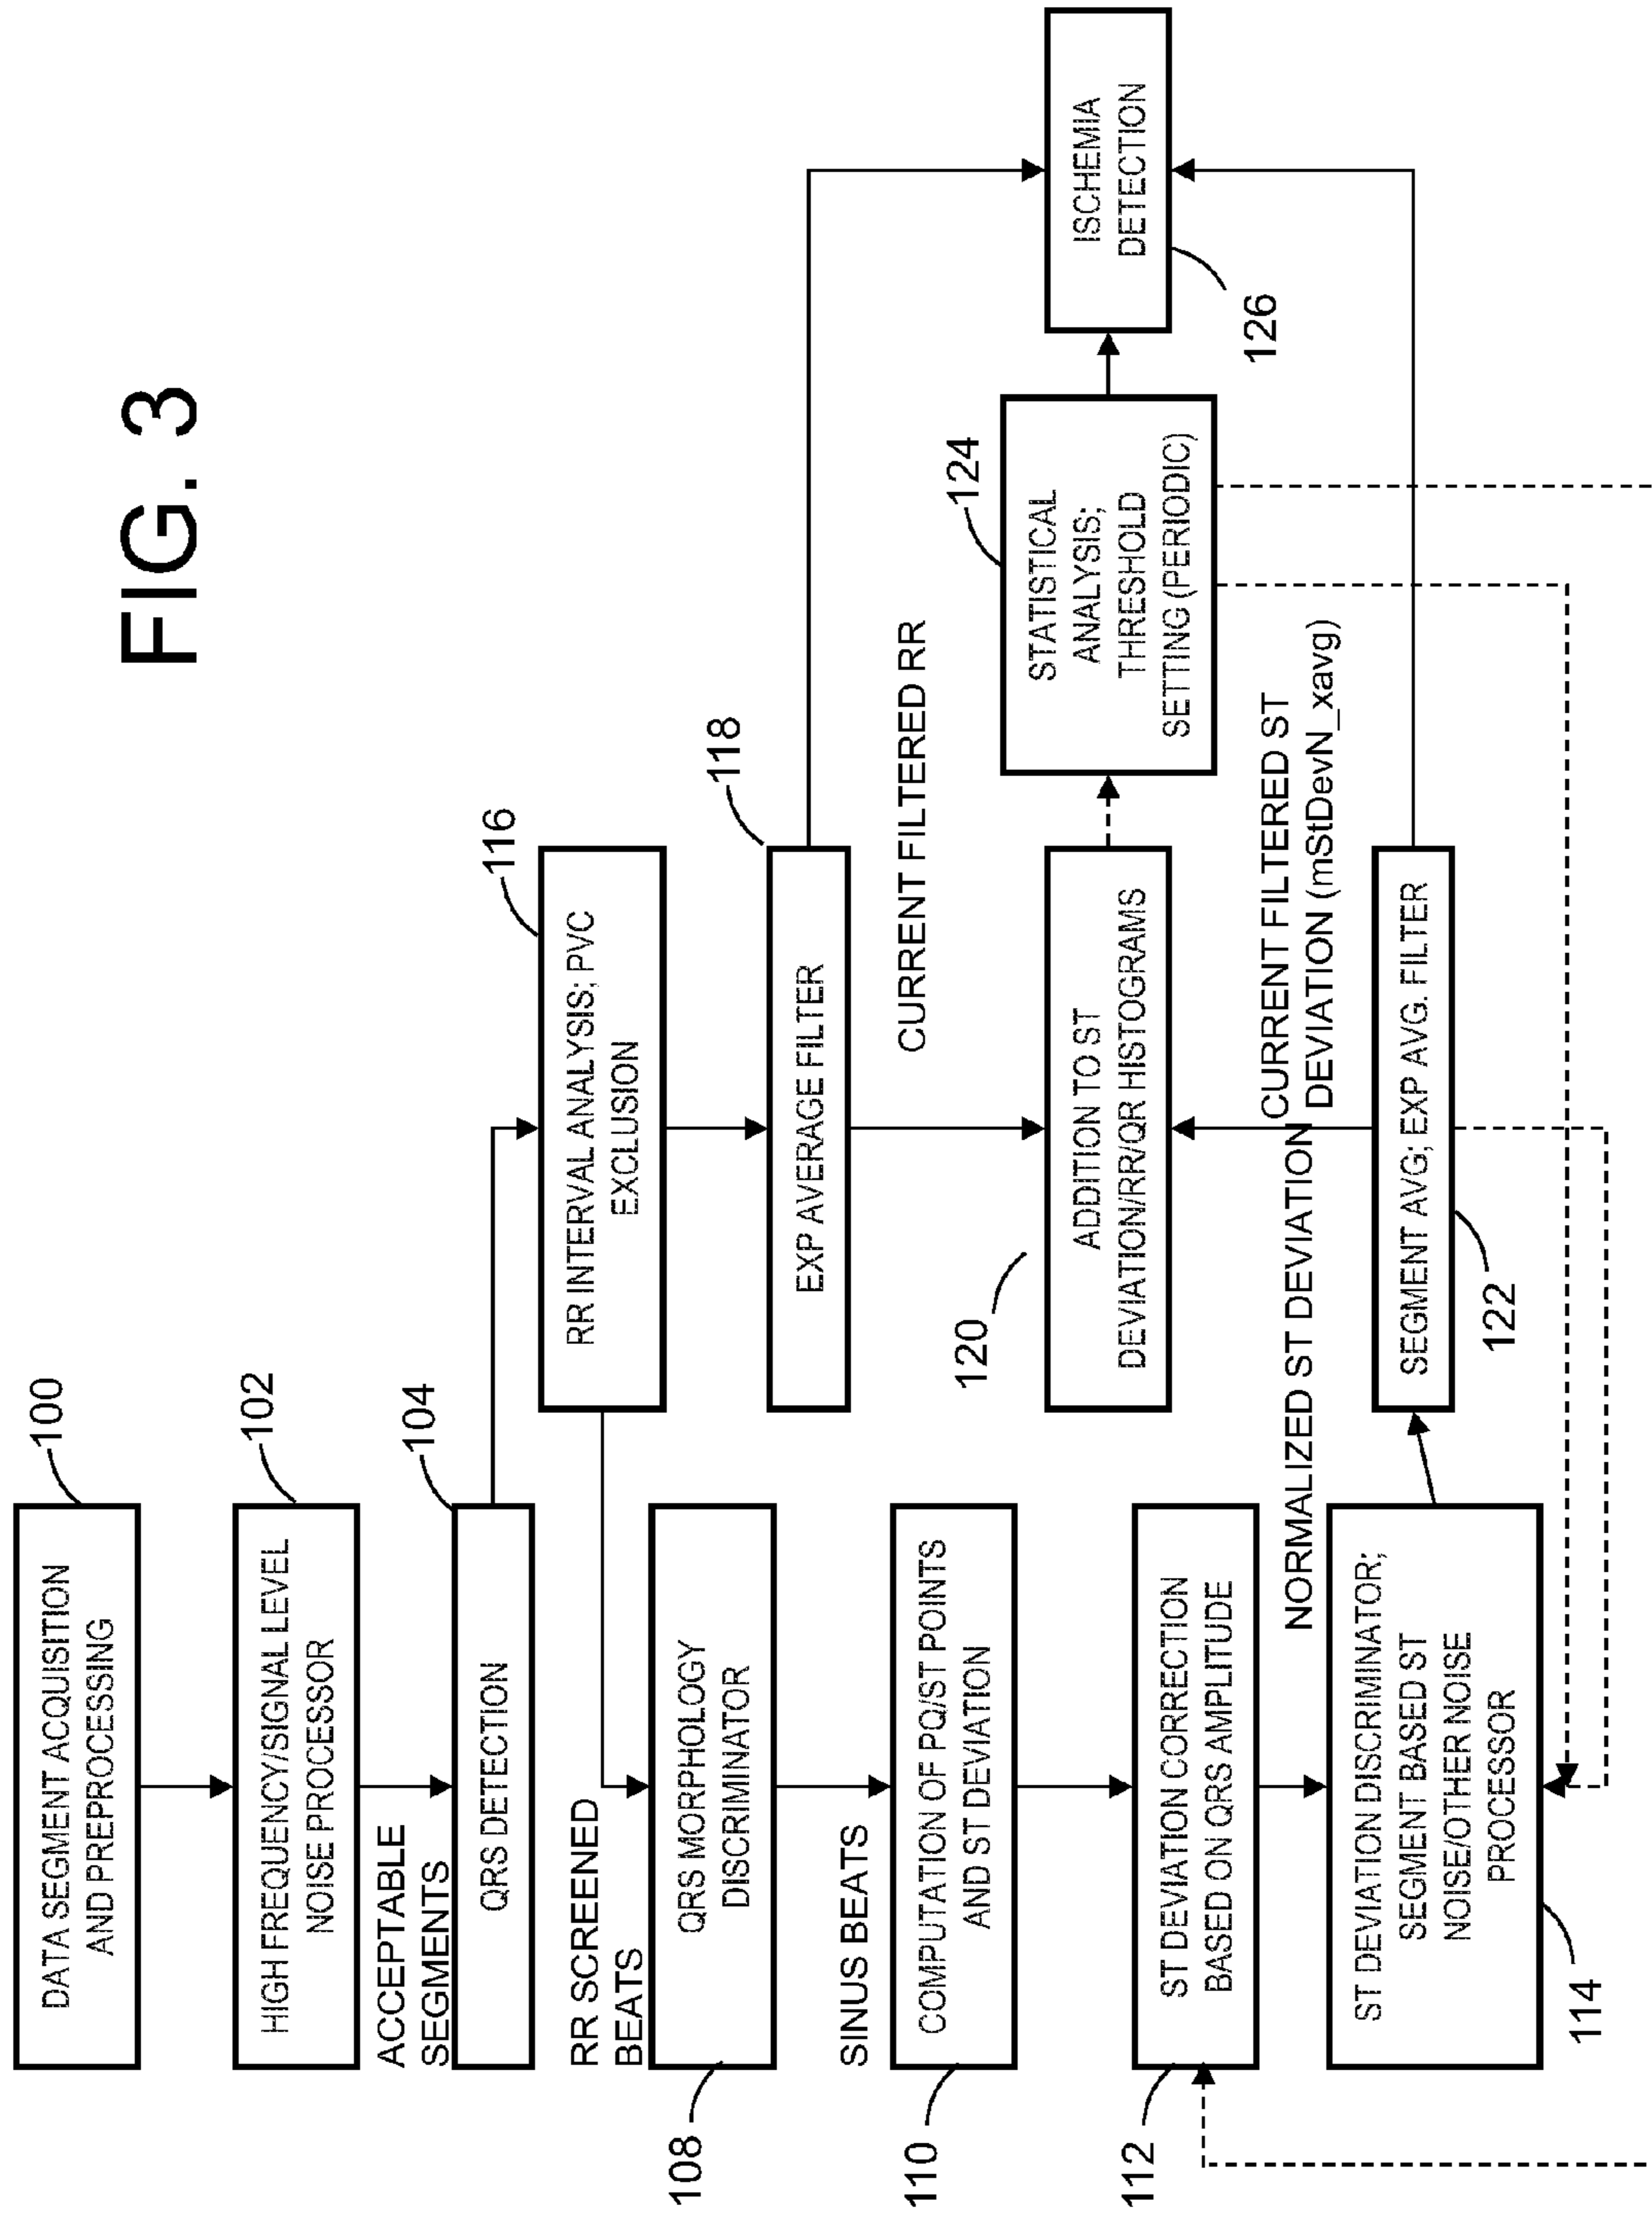 FIG. 3
100
DATA SEGMENT ACQUISITION
AND PREPROCESSING
102
HIGH FREQUENCY/SIGNAL LEVEL
NOISE PROCESSOR
ACCEPTABLE
SEGMENTS
104
QRS DETECTION
116
RR INTERVAL ANALYSIS; PVC
EXCLUSION
RR SCREENED
BEATS
108
QRS MORPHOLOGY
DISCRIMINATOR
118
EXP AVERAGE FILTER
CURRENT FILTERED RR
SINUS BEATS
110
COMPUTATION OF PQ/ST POINTS
AND ST DEVIATION
120
ADDITION TO ST
DEVIATION/RR/QR HISTOGRAMS
124
STATISTICAL
ANALYSIS;
THRESHOLD
SETTING (PERIODIC)
ISCHEMIA
DETECTION
126
112
ST DEVIATION CORRECTION
BASED ON QRS AMPLITUDE
NORMALIZED ST DEVIATION
CURRENT FILTERED ST
DEVIATION (mStDevN_xavg)
114
ST DEVIATION DISCRIMINATOR;
SEGMENT BASED ST
NOISE/OTHER NOISE
PROCESSOR
SEGMENT AVG; EXP AVG. FILTER
122